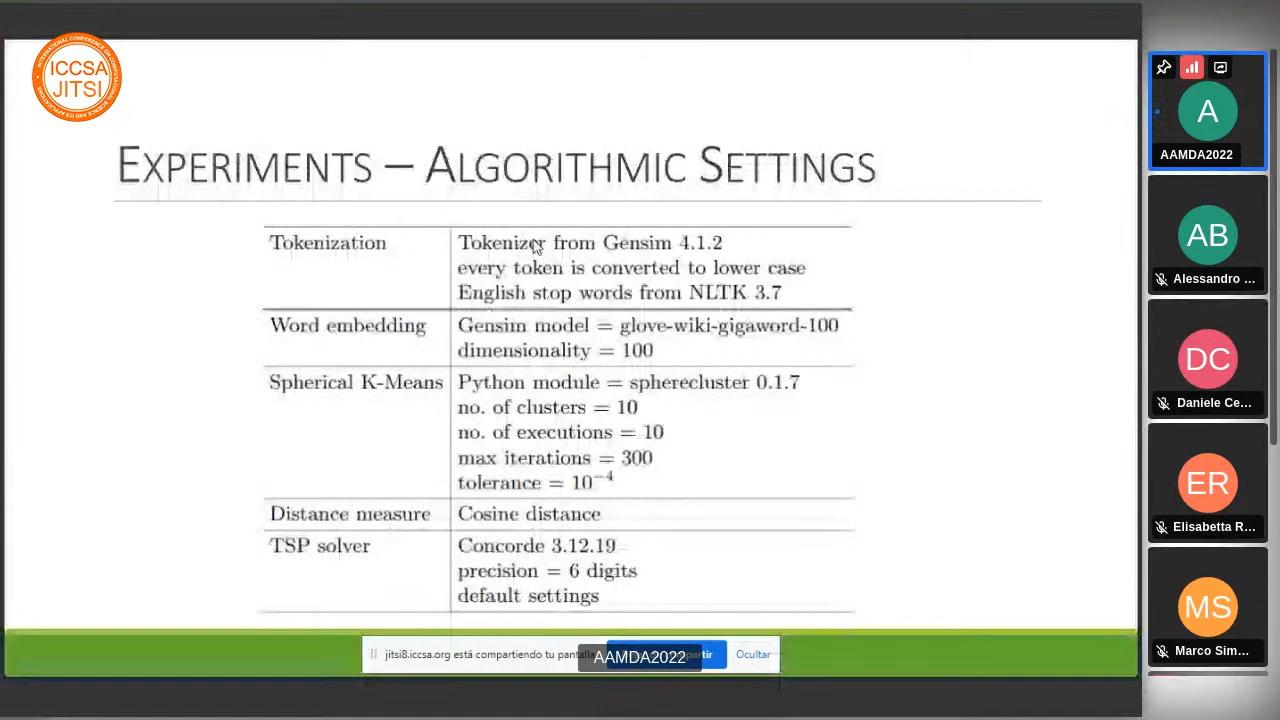 ICCSA
JITSI
EXPERIMENTS – ALGORITHMIC SETTINGS
Tokenization
Tokenizer from Gensim 4.1.2
every token is converted to lower case
English stop words from NLTK 3.7
Word embedding
Gensim model = glove-wiki-gigaword-100
dimensionality = 100
Spherical K-Means
Python module = spherecluster 0.1.7
no. of clusters = 10
no. of executions = 10
max iterations = 300
tolerance = 10⁻⁴
Distance measure
Cosine distance
TSP solver
Concorde 3.12.19
precision = 6 digits
default settings
jitsi8.iccsa.org está compartiendo tu pantalla
AAMDA2022
Ocultar
A
AAMDA2022
AB
Alessandro ...
DC
Daniele Ce...
ER
Elisabetta R...
MS
Marco Sim...